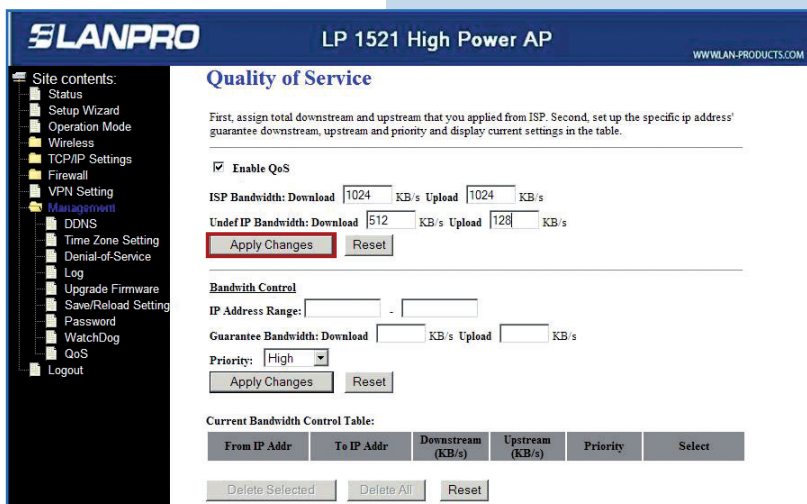 LANPRO
LP 1521 High Power AP
WWW.LAN-PRODUCTS.COM
Site contents:
Status
Setup Wizard
Operation Mode
Wireless
TCP/IP Settings
Firewall
VPN Setting
Management
DDNS
Time Zone Setting
Denial-of-Service
Log
Upgrade Firmware
Save/Reload Setting
Password
WatchDog
QoS
Logout
Quality of Service
First, assign total downstream and upstream that you applied from ISP. Second, set up the specific ip address'
guarantee downstream, upstream and priority and display current settings in the table.
Enable QoS
ISP Bandwidth: Download 1024 KB/s Upload 1024 KB/s
Undef IP Bandwidth: Download 512 KB/s Upload 128 KB/s
Apply Changes Reset
Bandwith Control
IP Address Range: -
Guarantee Bandwidth: Download KB/s Upload KB/s
Priority: High
Apply Changes Reset
Current Bandwidth Control Table:
From IP Addr To IP Addr Downstream (KB/s) Upstream (KB/s) Priority Select
Delete Selected Delete All Reset